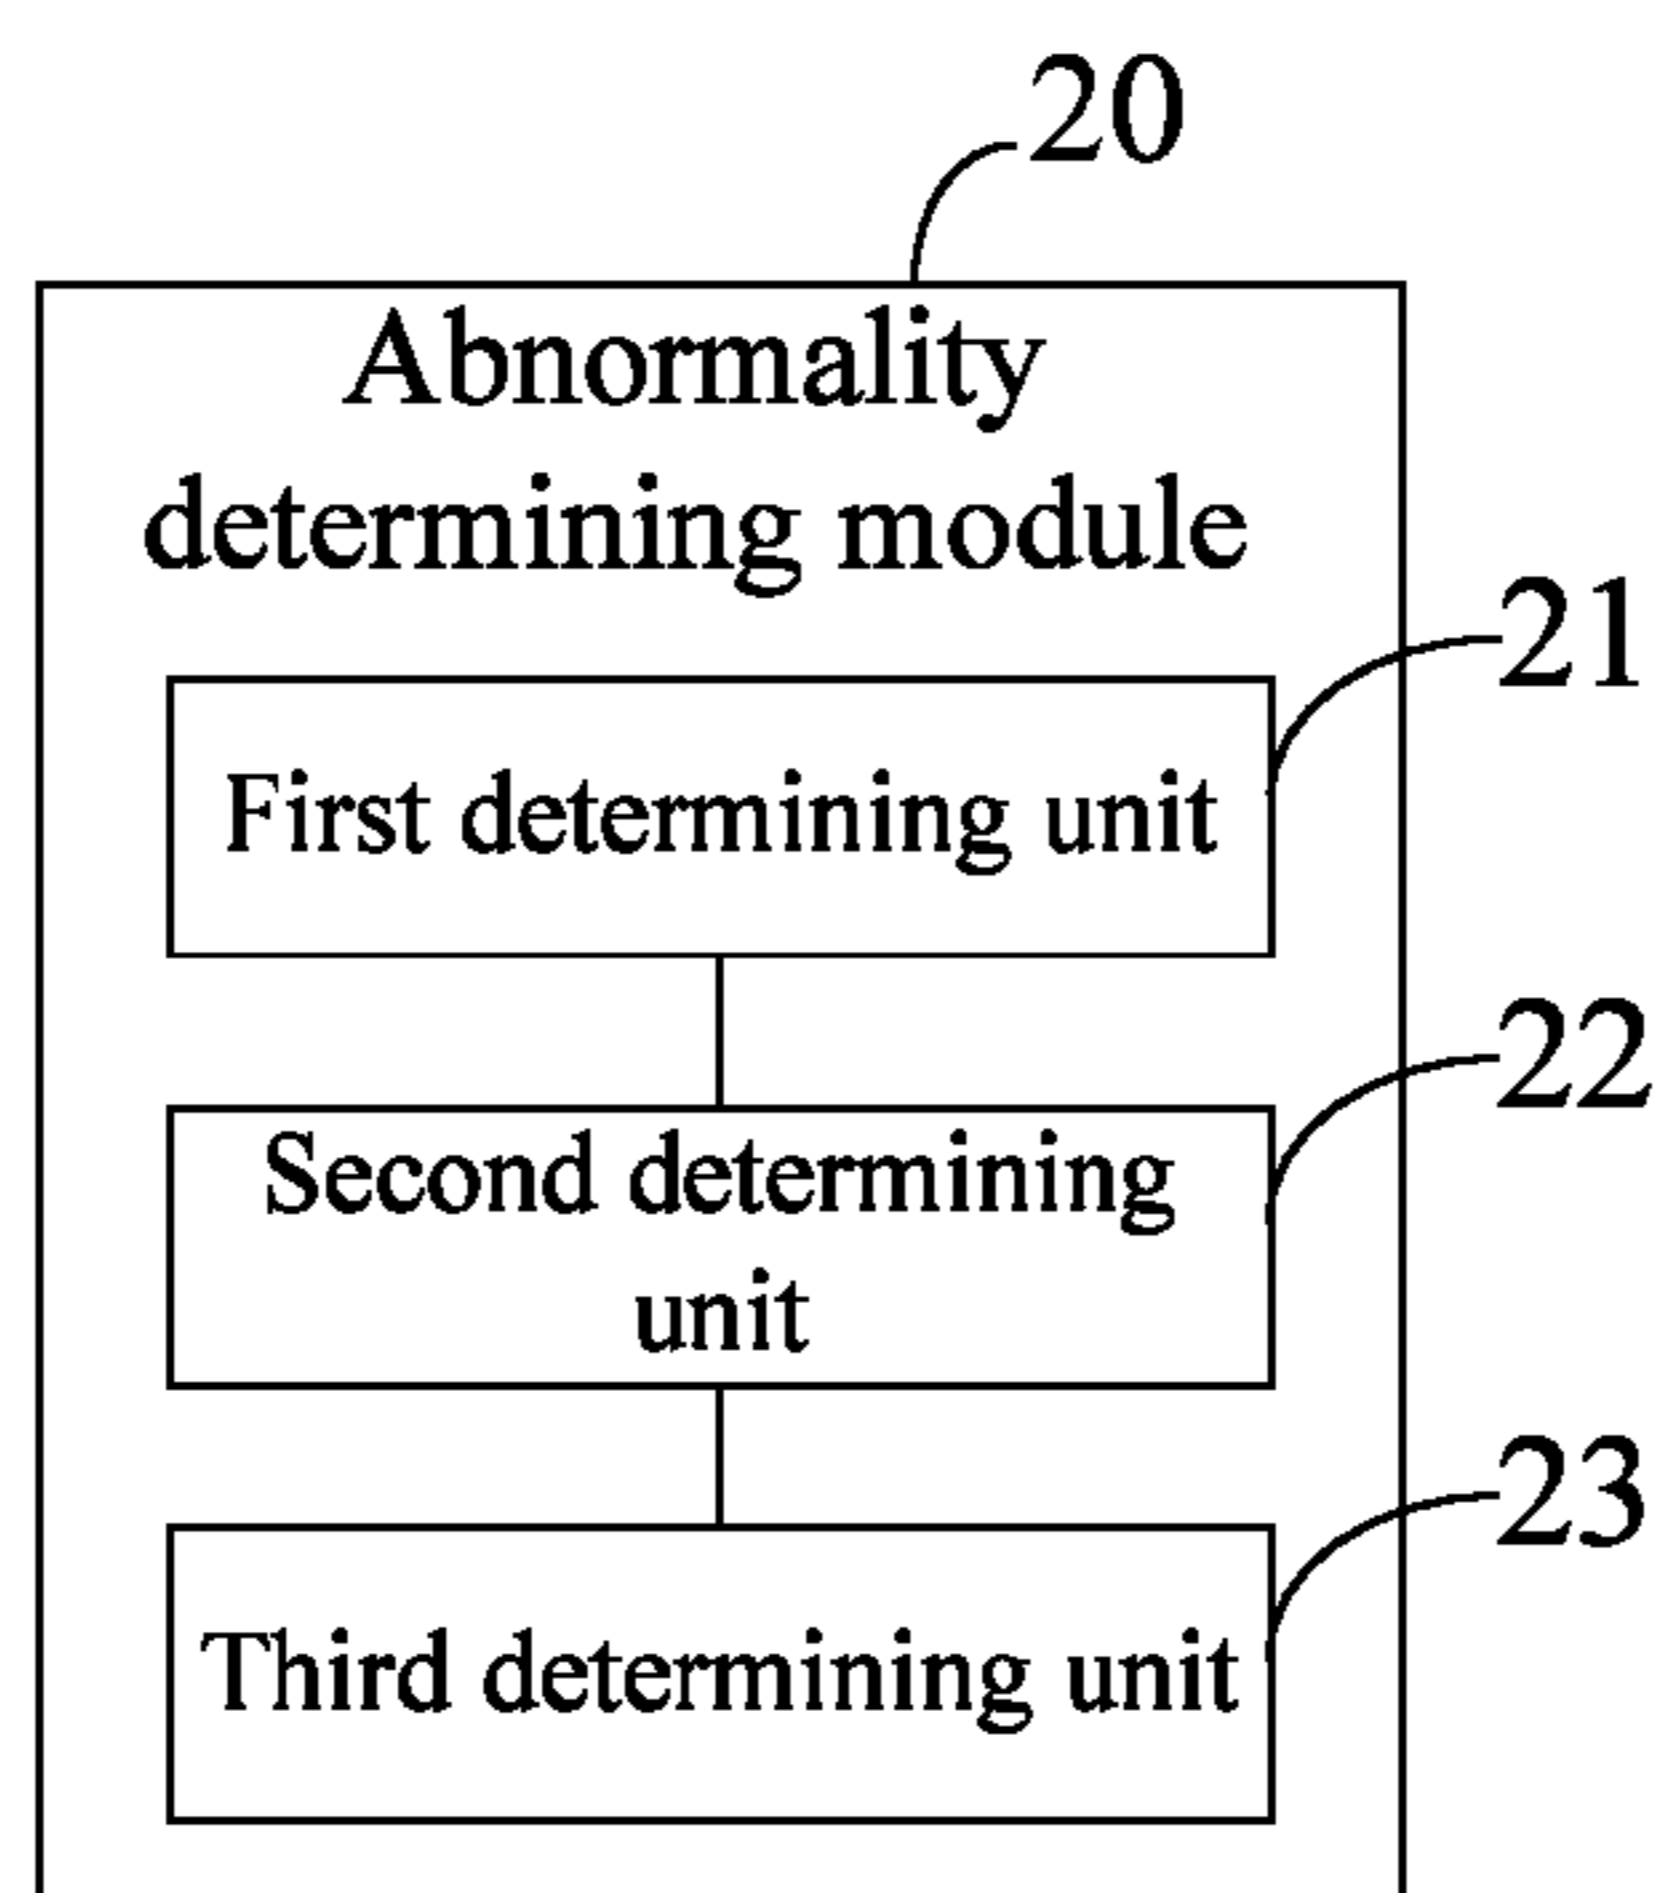 20
Abnormality
determining module
21
First determining unit
22
Second determining
unit
23
Third determining unit